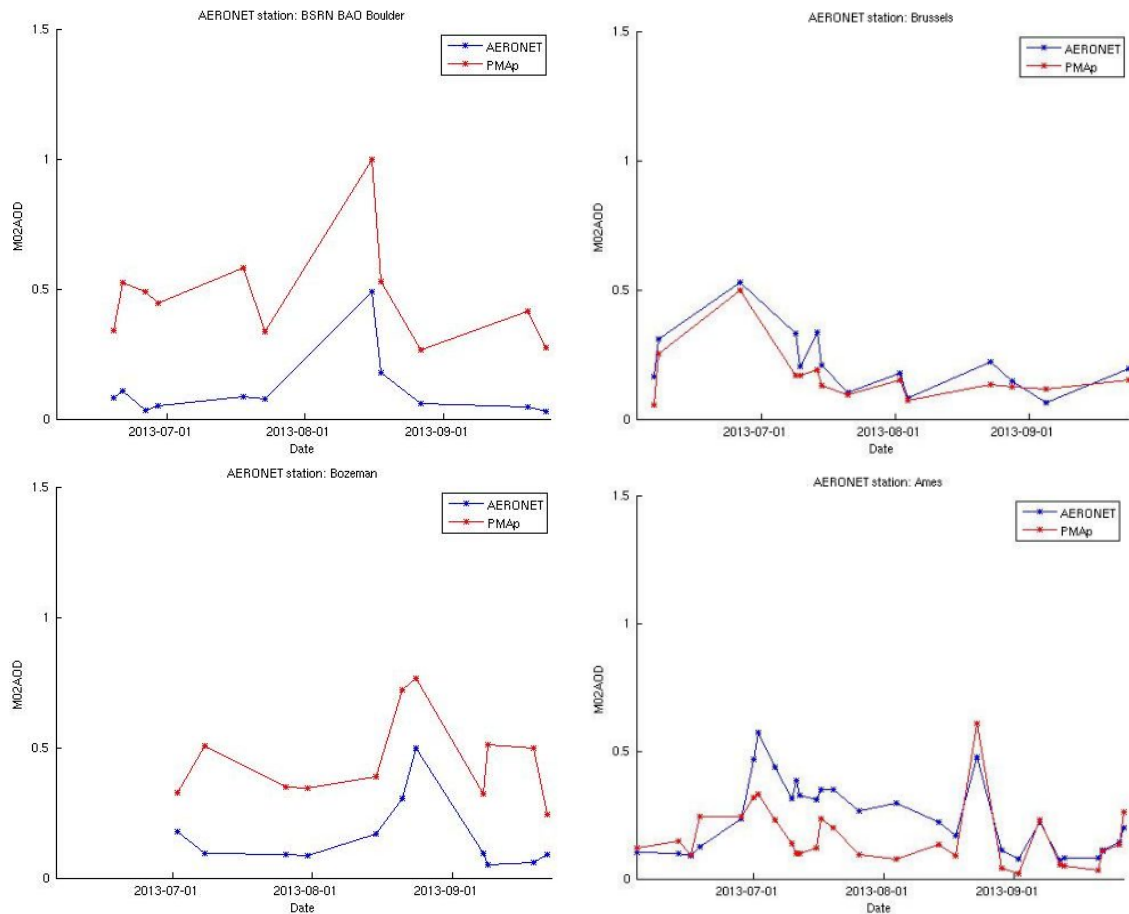 AERONET station: BSRN BAO Boulder
1.5
AERONET
PMAp
1
M02AOD
0.5
0
2013-07-01 2013-08-01 2013-09-01
Date
AERONET station: Brussels
1.5
AERONET
PMAp
1
M02AOD
0.5
0
2013-07-01 2013-08-01 2013-09-01
Date
AERONET station: Bozeman
1.5
AERONET
PMAp
1
M02AOD
0.5
0
2013-07-01 2013-08-01 2013-09-01
Date
AERONET station: Ames
1.5
AERONET
PMAp
1
M02AOD
0.5
0
2013-07-01 2013-08-01 2013-09-01
Date